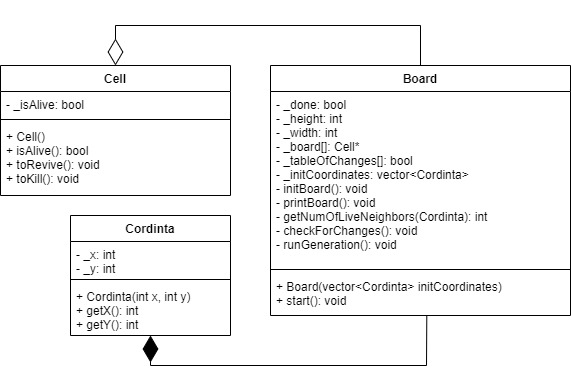 Cell
- _isAlive: bool
+ Cell()
+ isAlive(): bool
+ toRevive(): void
+ toKill(): void
Board
- _done: bool
- _height: int
- _width: int
- _board[]: Cell*
- _tableOfChanges[]: bool
- _initCoordinates: vector<Cordinta>
- initBoard(): void
- printBoard(): void
- getNumOfLiveNeighbors(Cordinta): int
- checkForChanges(): void
- runGeneration(): void
+ Board(vector<Cordinta> initCoordinates)
+ start(): void
Cordinta
- _x: int
- _y: int
+ Cordinta(int x, int y)
+ getX(): int
+ getY(): int